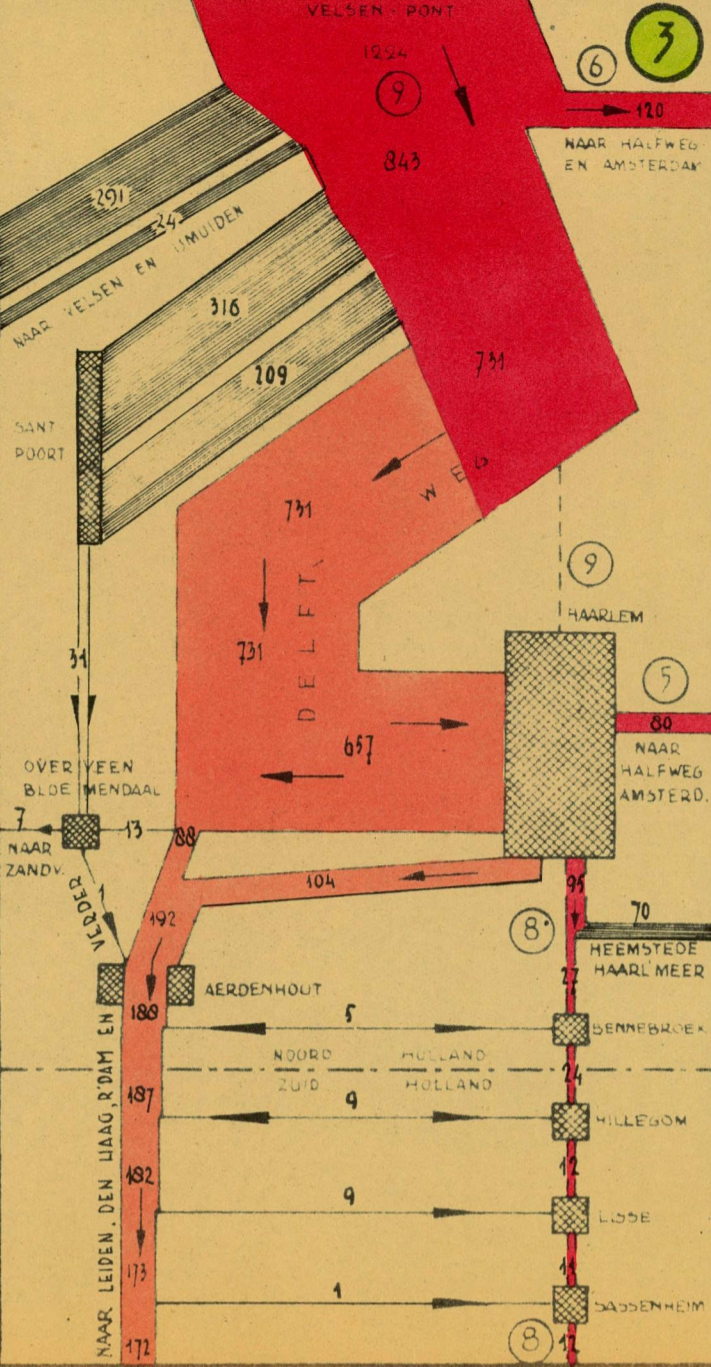 VELSEN - PONT
1224
9
3
6
120
NAAR HALFWEG
EN AMSTERDAM
843
291
24
NAAR VELSEN EN IJMUIDEN
316
209
731
SANT
POORT
WEG
731
DELFT
731
9
HAARLEM
5
80
NAAR
HALFWEG
AMSTERD.
657
31
OVERVEEN
BLOEMENDAAL
7
13
88
NAAR
ZANDV.
1
VERDER
104
95
192
8
70
HEEMSTEDE
HAARL'MEER
27
AERDENHOUT
188
5
BENNEBROEK
NOORD HOLLAND
ZUID HOLLAND
24
187
9
HILLEGOM
12
182
9
LISSE
11
173
1
SASSENHEIM
172
8
12
NAAR LEIDEN. DEN HAAG, R'DAM EN